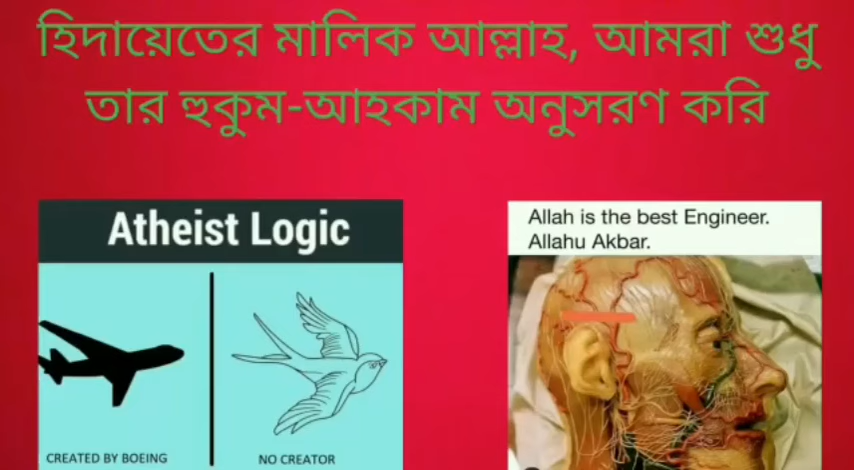 হিদায়েতের মালিক আল্লাহ, আমরা শুধু
তার হুকুম-আহকাম অনুসরণ করি
Atheist Logic
CREATED BY BOEING
NO CREATOR
Allah is the best Engineer.
Allahu Akbar.